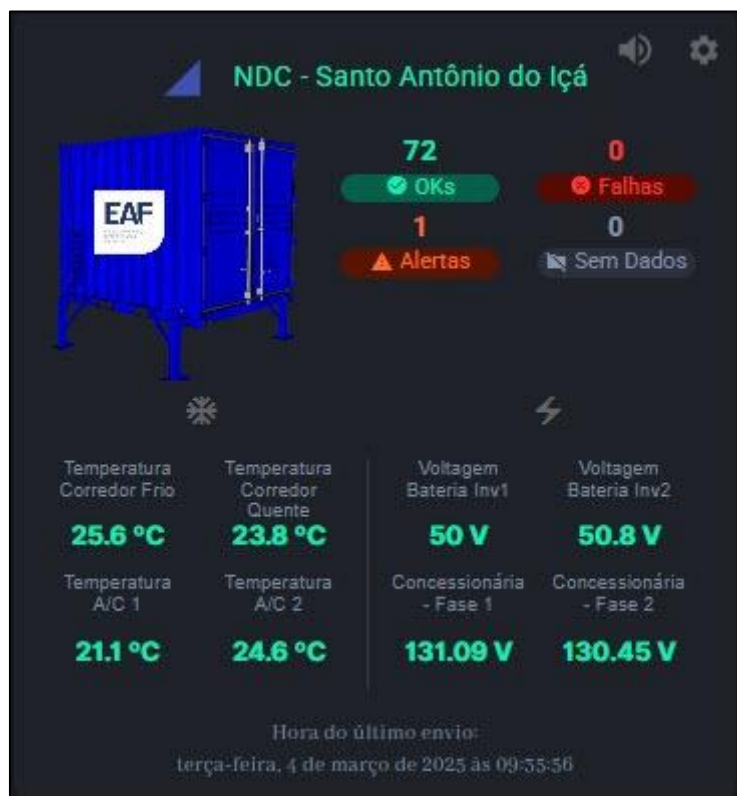 NDC - Santo Antônio do Içá
72
0
OKs
Falhas
1
0
Alertas
Sem Dados
EAF
Temperatura
Corredor Frio
25.6 ºC
Temperatura
Corredor
Quente
23.8 ºC
Voltagem
Bateria Inv1
50 V
Voltagem
Bateria Inv2
50.8 V
Temperatura
A/C 1
21.1 ºC
Temperatura
A/C 2
24.6 ºC
Concessionária
- Fase 1
131.09 V
Concessionária
- Fase 2
130.45 V
Hora do último envio:
terça-feira, 4 de março de 2025 às 09:35:56